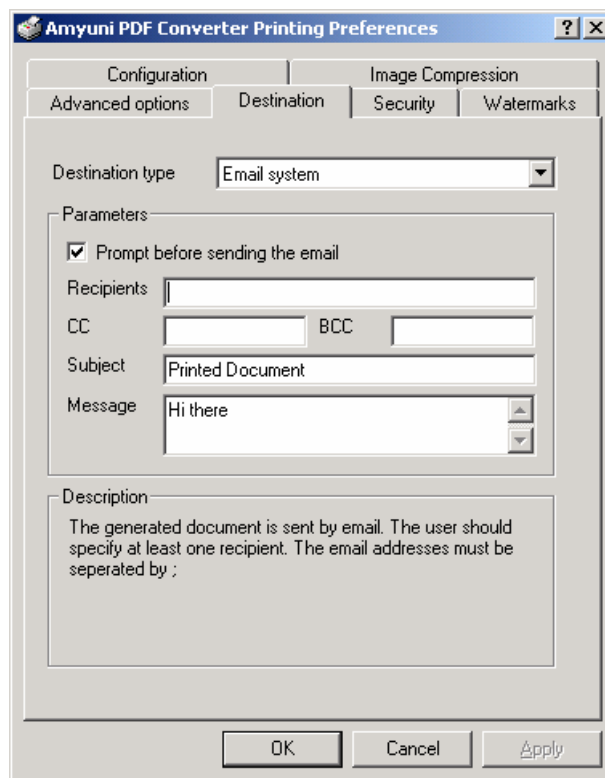 Amyuni PDF Converter Printing Preferences
Configuration
Image Compression
Advanced options
Destination
Security
Watermarks
Destination type
Email system
Parameters
Prompt before sending the email
Recipients
CC
BCC
Subject
Printed Document
Message
Hi there
Description
The generated document is sent by email. The user should
specify at least one recipient. The email addresses must be
seperated by ;
OK
Cancel
Apply